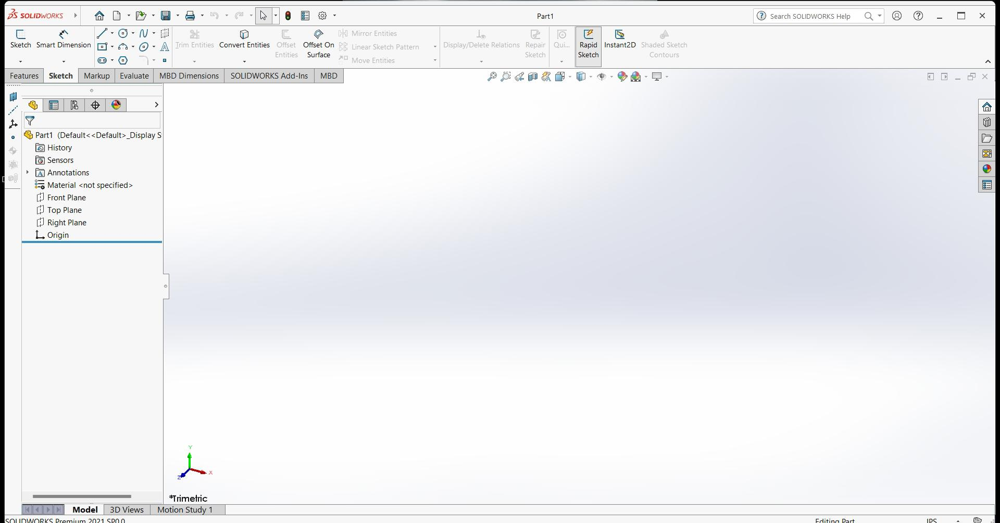 SOLIDWORKS
Part1
Search SOLIDWORKS Help
Sketch
Smart Dimension
Trim Entities
Convert Entities
Offset Entities
Offset On Surface
Mirror Entities
Linear Sketch Pattern
Move Entities
Display/Delete Relations
Repair Sketch
Qui...
Rapid Sketch
Instant2D
Shaded Sketch Contours
Features
Sketch
Markup
Evaluate
MBD Dimensions
SOLIDWORKS Add-Ins
MBD
Part1 (Default<<Default>_Display S
History
Sensors
Annotations
Material <not specified>
Front Plane
Top Plane
Right Plane
Origin
Y
X
Z
*Trimetric
Model
3D Views
Motion Study 1
SOLIDWORKS Premium 2021 SP0.0
Editing Part
IPS